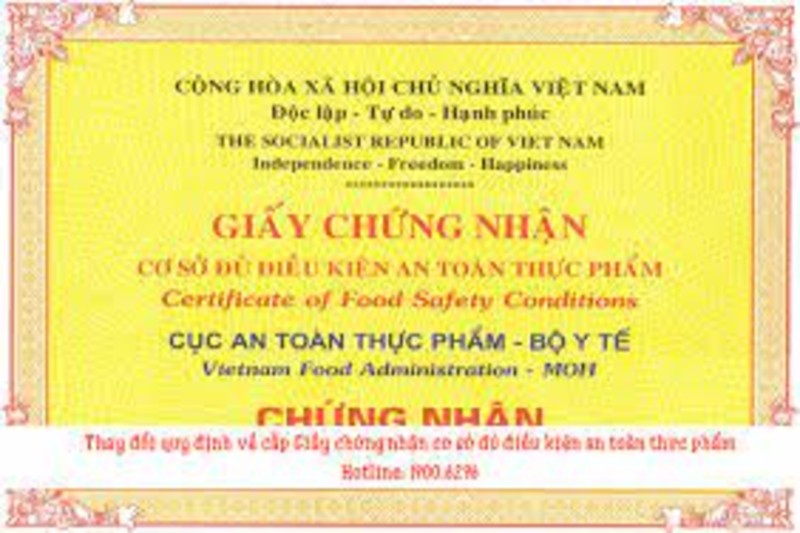 CỘNG HÒA XÃ HỘI CHỦ NGHĨA VIỆT NAM
Độc lập - Tự do - Hạnh phúc
THE SOCIALIST REPUBLIC OF VIET NAM
Independence - Freedom - Happiness
GIẤY CHỨNG NHẬN
CƠ SỞ ĐỦ ĐIỀU KIỆN AN TOÀN THỰC PHẨM
Certificate of Food Safety Conditions
CỤC AN TOÀN THỰC PHẨM - BỘ Y TẾ
Vietnam Food Administration - MOH
CHỨNG NHẬN
Thay đổi quy định về cấp Giấy chứng nhận cơ sở đủ điều kiện an toàn thực phẩm
Hotline: 1900.6296